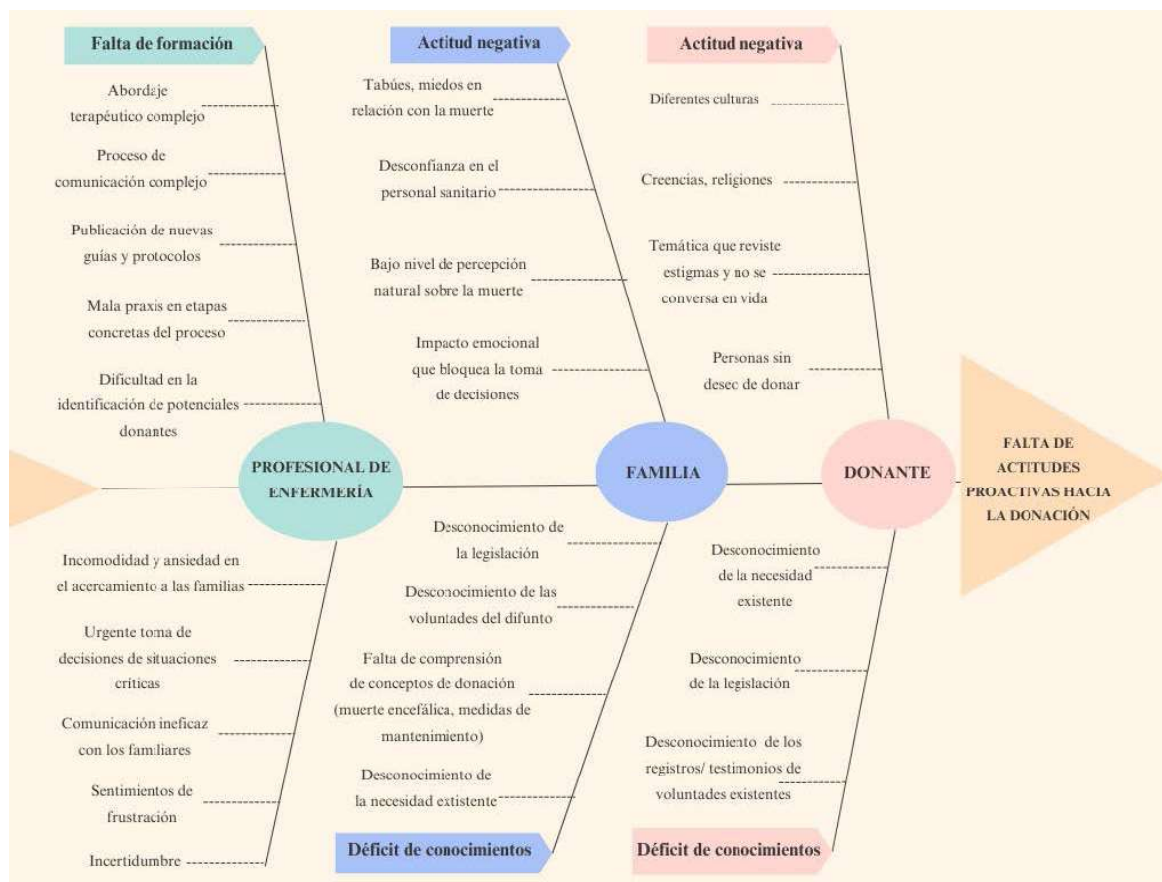 Falta de formación
Abordaje
terapéutico complejo
Proceso de
comunicación complejo
Publicación de nuevas
guías y protocolos
Mala praxis en etapas
concretas del proceso
Dificultad en la
identificación de potenciales
donantes
Actitud negativa
Tabúes, miedos en
relación con la muerte
Desconfianza en el
personal sanitario
Bajo nivel de percepción
natural sobre la muerte
Impacto emocional
que bloquea la toma
de decisiones
Actitud negativa
Diferentes culturas
Creencias, religiones
Temática que reviste
estigmas y no se
conversa en vida
Personas sin
deseo de donar
PROFESIONAL DE
ENFERMERÍA
FAMILIA
DONANTE
FALTA DE
ACTITUDES
PROACTIVAS HACIA
LA DONACIÓN
Incomodidad y ansiedad en
el acercamiento a las familias
Urgente toma de
decisiones de situaciones
críticas
Comunicación ineficaz
con los familiares
Sentimientos de
frustración
Incertidumbre
Desconocimiento de
la legislación
Desconocimiento de las
voluntades del difunto
Falta de comprensión
de conceptos de donación
(muerte encefálica, medidas de
mantenimiento)
Desconocimiento de
la necesidad extistente
Déficit de conocimientos
Desconocimiento
de la necesidad
existente
Desconocimiento
de la legislación
Desconocimiento de los
registros/ testimonios de
voluntades existentes
Déficit de conocimientos